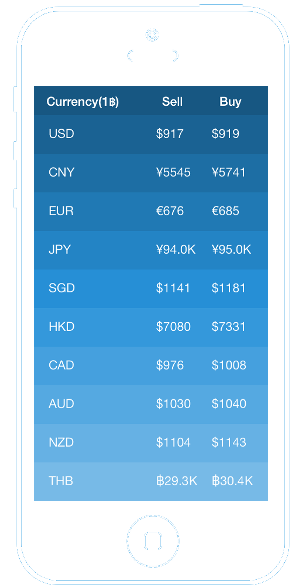 Currency(1฿) Sell Buy
USD $917 $919
CNY ¥5545 ¥5741
EUR €676 €685
JPY ¥94.0K ¥95.0K
SGD $1141 $1181
HKD $7080 $7331
CAD $976 $1008
AUD $1030 $1040
NZD $1104 $1143
THB ฿29.3K ฿30.4K